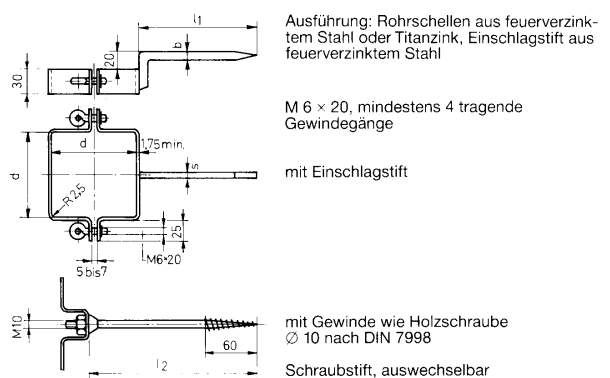 l1
Ausführung: Rohrschellen aus feuerverzink-
tem Stahl oder Titanzink, Einschlagstift aus
feuerverzinktem Stahl
20
b
30
M 6 × 20, mindestens 4 tragende
Gewindegänge
d
1,75 min.
d
s
mit Einschlagstift
R 2,5
25
M6×20
5 bis 7
M10
mit Gewinde wie Holzschraube
∅ 10 nach DIN 7998
60
l2
Schraubstift, auswechselbar